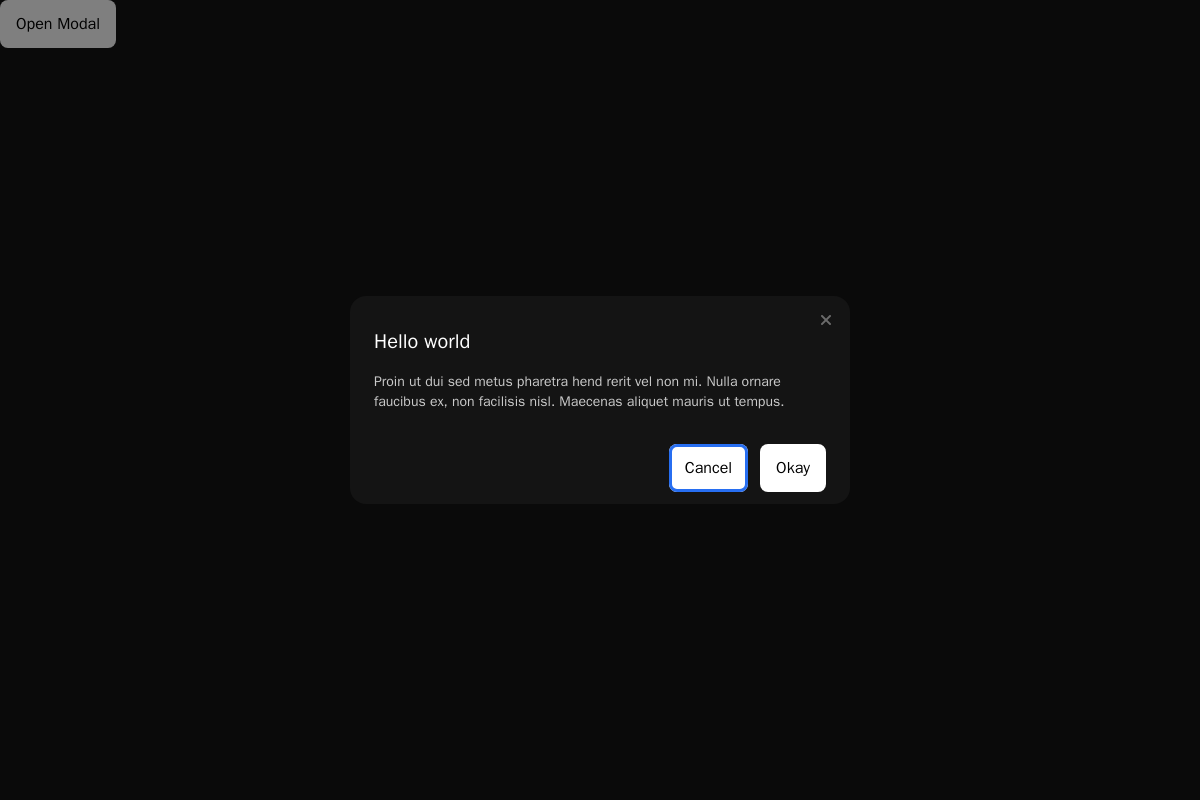 Open Modal
Hello world
Proin ut dui sed metus pharetra hend rerit vel non mi. Nulla ornare
faucibus ex, non facilisis nisl. Maecenas aliquet mauris ut tempus.
Cancel Okay